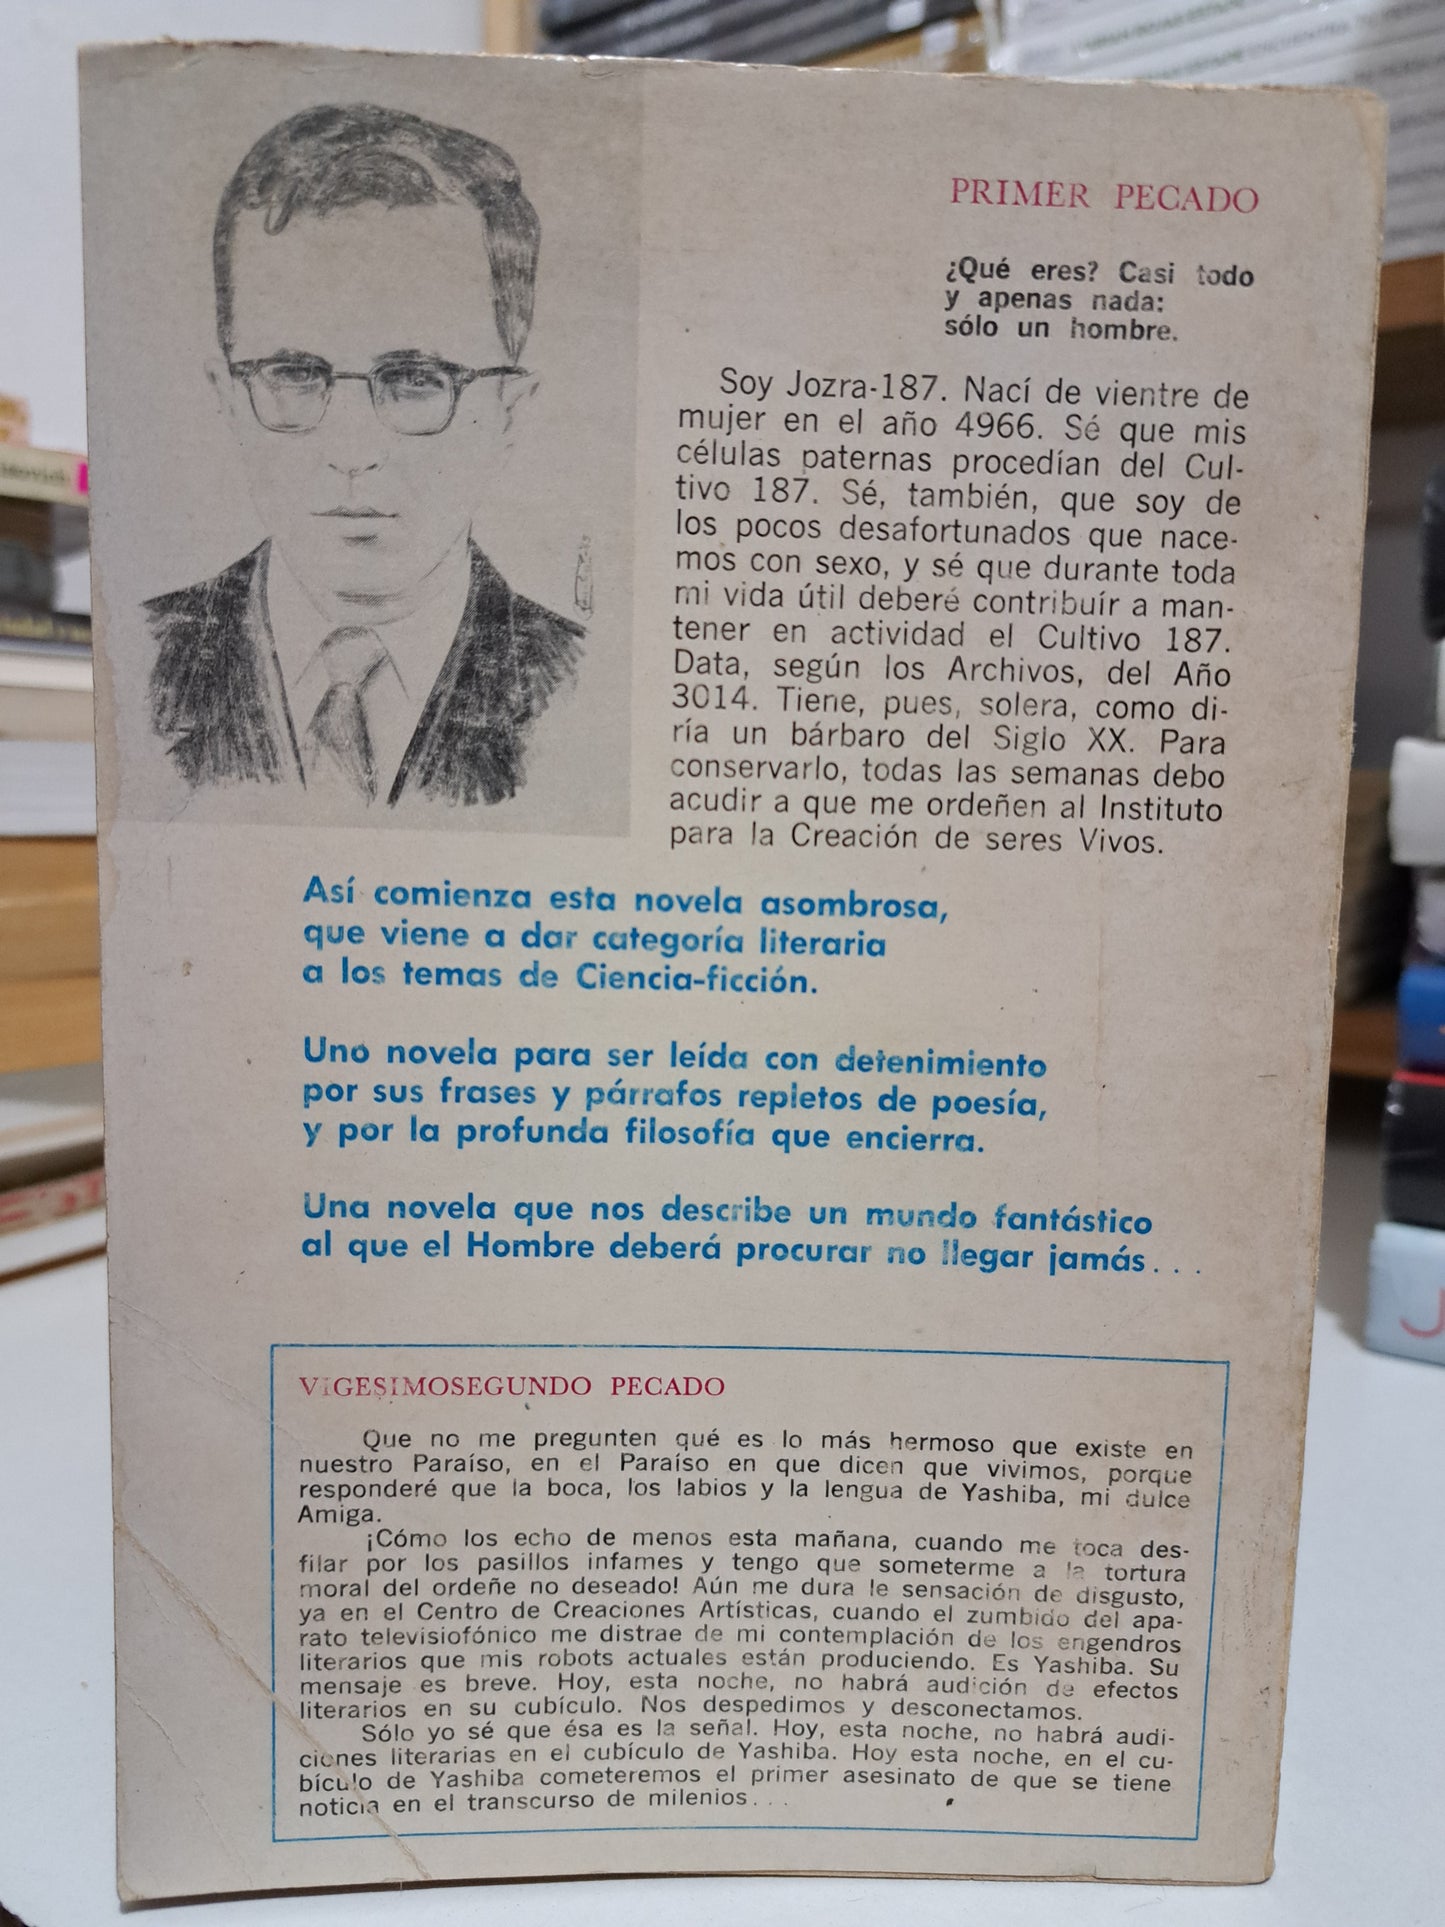 PRIMER PECADO
¿Qué eres? Casi todo
y apenas nada:
sólo un hombre.
Soy Jozra-187. Nací de vientre de
mujer en el año 4966. Sé que mis
células paternas procedían del Cul-
tivo 187. Sé, también, que soy de
los pocos desafortunados que nace-
mos con sexo, y sé que durante toda
mi vida útil deberé contribuír a man-
tener en actividad el Cultivo 187.
Data, según los Archivos, del Año
3014. Tiene, pues, solera, como di-
ría un bárbaro del Siglo XX. Para
conservarlo, todas las semanas debo
acudir a que me ordeñen al Instituto
para la Creación de seres Vivos.
Así comienza esta novela asombrosa,
que viene a dar categoría literaria
a los temas de Ciencia-ficción.
Uno novela para ser leída con detenimiento
por sus frases y párrafos repletos de poesía,
y por la profunda filosofía que encierra.
Una novela que nos describe un mundo fantástico
al que el Hombre deberá procurar no llegar jamás...
VIGESIMOSEGUNDO PECADO
Que no me pregunten qué es lo más hermoso que existe en
nuestro Paraíso, en el Paraíso en que dicen que vivimos, porque
responderé que la boca, los labios y la lengua de Yashiba, mi dulce
Amiga.
¡Cómo los echo de menos esta mañana, cuando me toca des-
filar por los pasillos infames y tengo que someterme a la tortura
moral del ordeñe no deseado! Aún me dura le sensación de disgusto,
ya en el Centro de Creaciones Artísticas, cuando el zumbido del apa-
rato televisiofónico me distrae de mi contemplación de los engendros
literarios que mis robots actuales están produciendo. Es Yashiba. Su
mensaje es breve. Hoy, esta noche, no habrá audición de efectos
literarios en su cubículo. Nos despedimos y desconectamos.
Sólo yo sé que ésa es la señal. Hoy, esta noche, no habrá audi-
ciones literarias en el cubículo de Yashiba. Hoy esta noche, en el cu-
bículo de Yashiba cometeremos el primer asesinato de que se tiene
noticia en el transcurso de milenios...